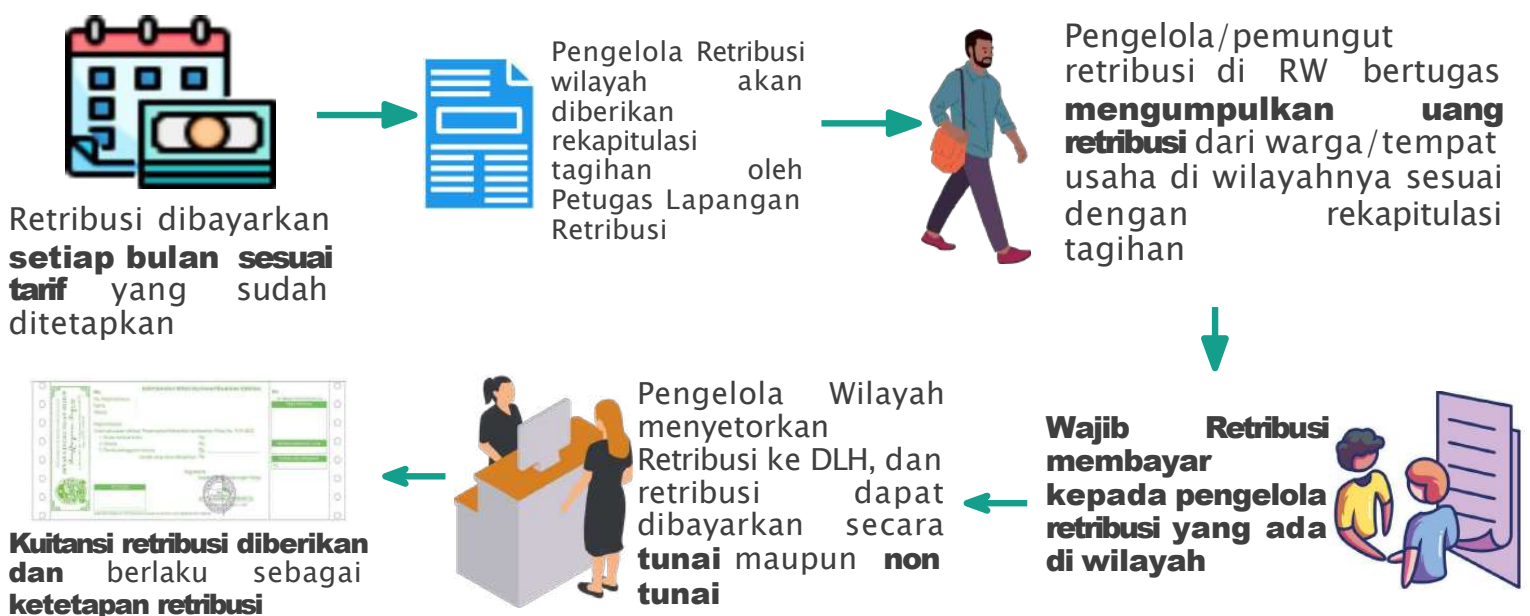 Retribusi dibayarkan
setiap bulan sesuai
tarif yang sudah
ditetapkan
Pengelola Retribusi
wilayah akan
diberikan
rekapitulasi
tagihan oleh
Petugas Lapangan
Retribusi
Pengelola/pemungut
retribusi di RW bertugas
mengumpulkan uang
retribusi dari warga/tempat
usaha di wilayahnya sesuai
dengan rekapitulasi
tagihan
Wajib Retribusi
membayar
kepada pengelola
retribusi yang ada
di wilayah
Pengelola Wilayah
menyetorkan
Retribusi ke DLH, dan
retribusi dapat
dibayarkan secara
tunai maupun non
tunai
Kuitansi retribusi diberikan
dan berlaku sebagai
ketetapan retribusi